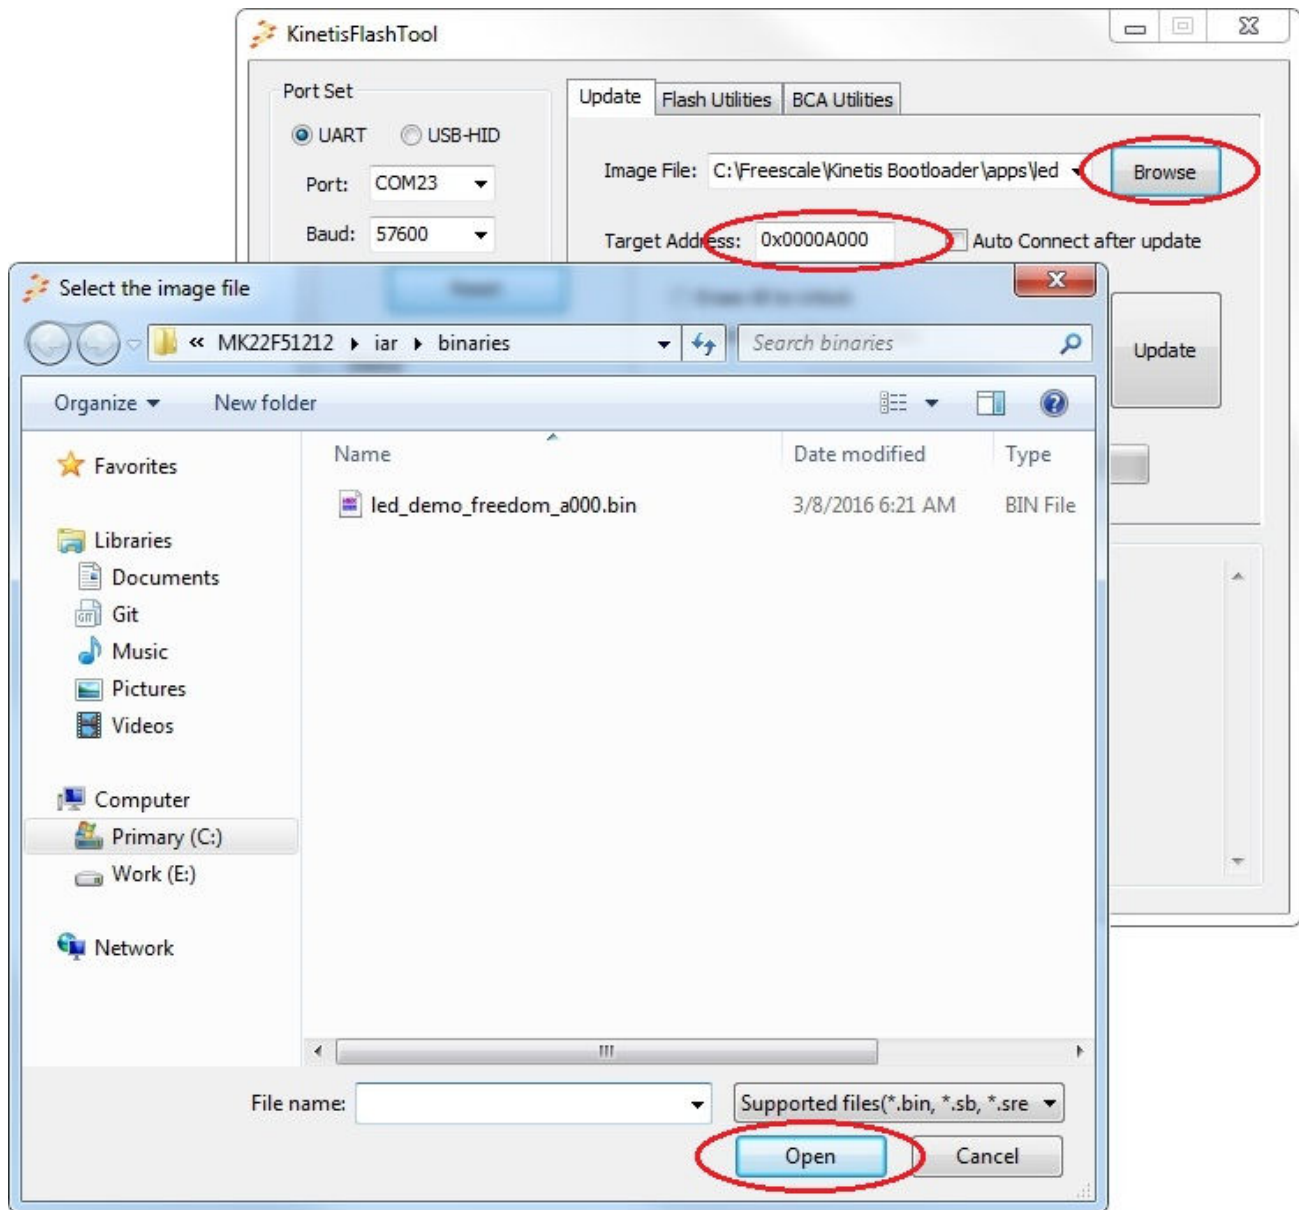 KinetisFlashTool
Port Set
UART USB-HID
Port: COM23
Baud: 57600
Update Flash Utilities BCA Utilities
Image File: C:\Freescale\Kinetis Bootloader\apps\led
Browse
Target Address: 0x0000A000
Auto Connect after update
Update
Select the image file
« MK22F51212 iar binaries
Search binaries
Organize New folder
Favorites
Libraries
Documents
Git
Music
Pictures
Videos
Computer
Primary (C:)
Work (E:)
Network
Name Date modified Type
led_demo_freedom_a000.bin 3/8/2016 6:21 AM BIN File
File name:
Supported files(*.bin, *.sb, *.sre
Open Cancel